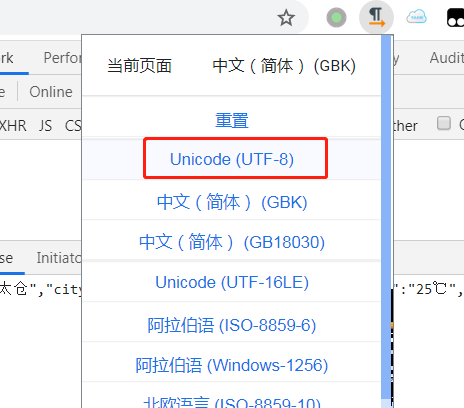 rk Perfor y Audit
e Online
XHR JS CS ther C
当前页面 中文（简体） (GBK)
重置
Unicode (UTF-8)
中文（简体） (GBK)
中文（简体） (GB18030)
Unicode (UTF-16LE)
阿拉伯语 (ISO-8859-6)
阿拉伯语 (Windows-1256)
北欧语言 (ISO-8859-10)
se Initiato
太仓","city ":"25℃",